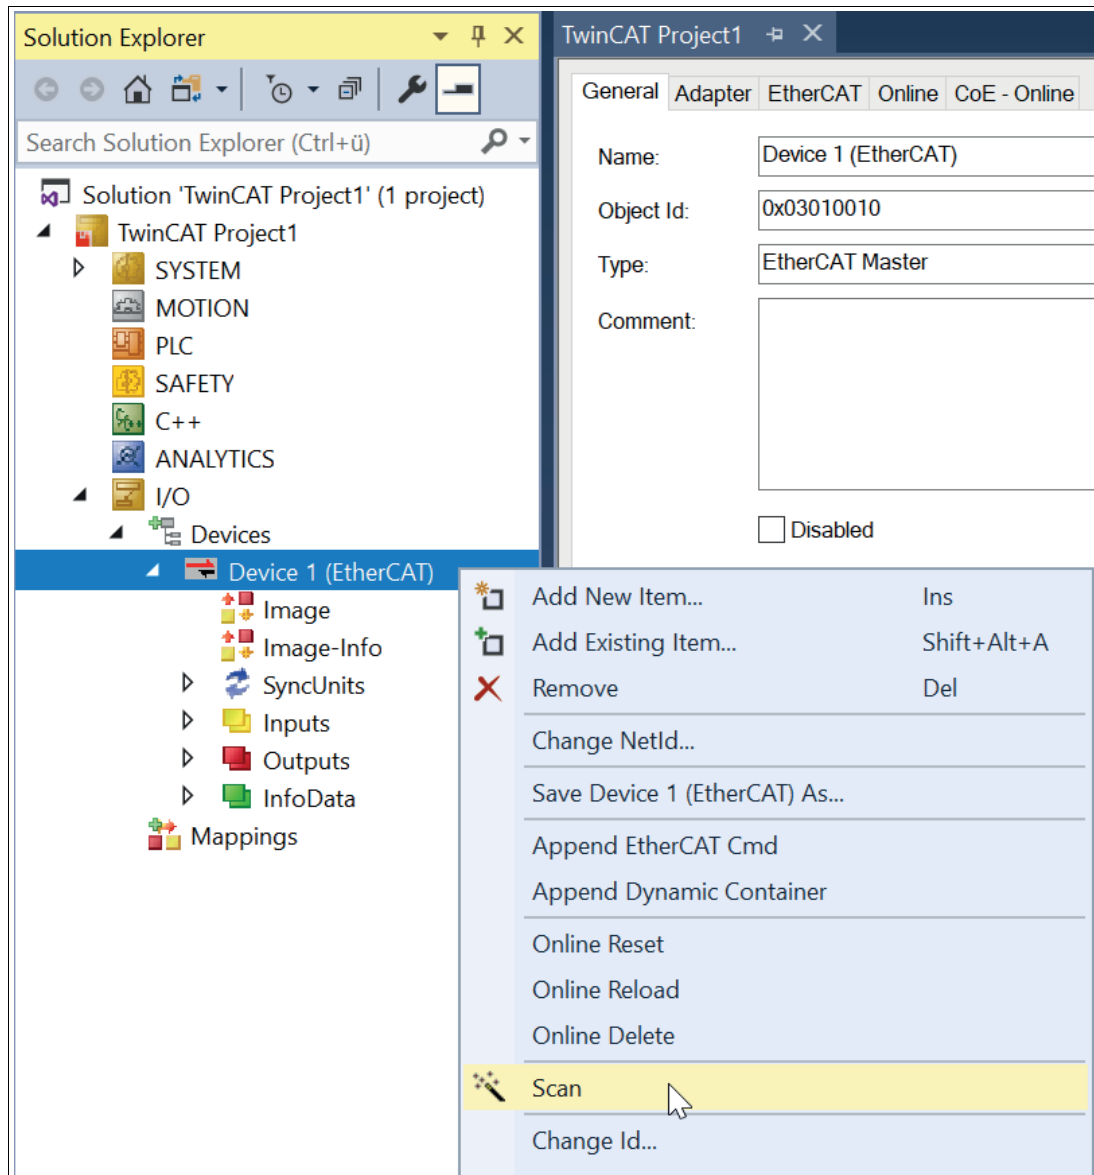 Solution Explorer
TwinCAT Project1
Search Solution Explorer (Ctrl+ü)
Solution 'TwinCAT Project1' (1 project)
TwinCAT Project1
SYSTEM
MOTION
PLC
SAFETY
C++
ANALYTICS
I/O
Devices
Device 1 (EtherCAT)
Image
Image-Info
SyncUnits
Inputs
Outputs
InfoData
Mappings
General Adapter EtherCAT Online CoE - Online
Name: Device 1 (EtherCAT)
Object Id: 0x03010010
Type: EtherCAT Master
Comment:
Disabled
Add New Item... Ins
Add Existing Item... Shift+Alt+A
Remove Del
Change NetId...
Save Device 1 (EtherCAT) As...
Append EtherCAT Cmd
Append Dynamic Container
Online Reset
Online Reload
Online Delete
Scan
Change Id...